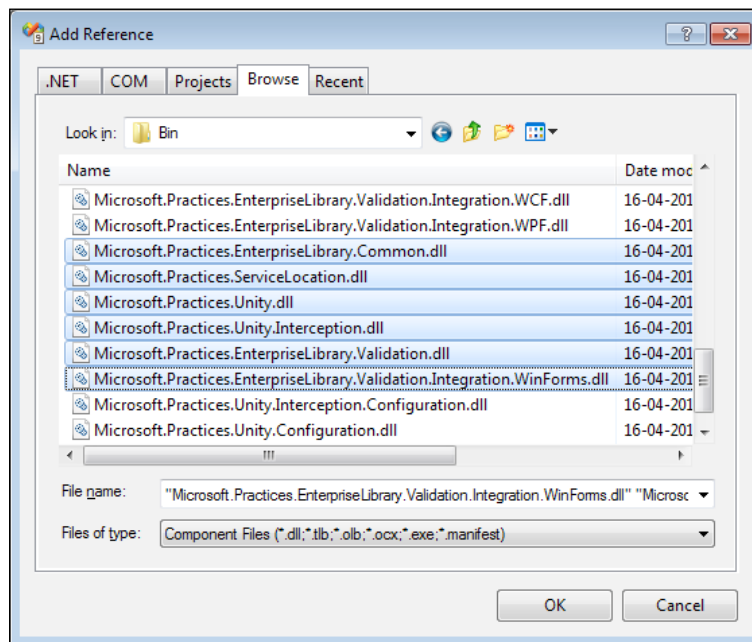 Add Reference
.NET COM Projects Browse Recent
Look in: Bin
Name Date moc
Microsoft.Practices.EnterpriseLibrary.Validation.Integration.WCF.dll 16-04-201
Microsoft.Practices.EnterpriseLibrary.Validation.Integration.WPF.dll 16-04-201
Microsoft.Practices.EnterpriseLibrary.Common.dll 16-04-201
Microsoft.Practices.ServiceLocation.dll 16-04-201
Microsoft.Practices.Unity.dll 16-04-201
Microsoft.Practices.Unity.Interception.dll 16-04-201
Microsoft.Practices.EnterpriseLibrary.Validation.dll 16-04-201
Microsoft.Practices.EnterpriseLibrary.Validation.Integration.WinForms.dll 16-04-201
Microsoft.Practices.Unity.Interception.Configuration.dll 16-04-201
Microsoft.Practices.Unity.Configuration.dll 16-04-201
File name: "Microsoft.Practices.EnterpriseLibrary.Validation.Integration.WinForms.dll" "Microsc
Files of type: Component Files (*.dll;*.tlb;*.olb;*.ocx;*.exe;*.manifest)
OK Cancel